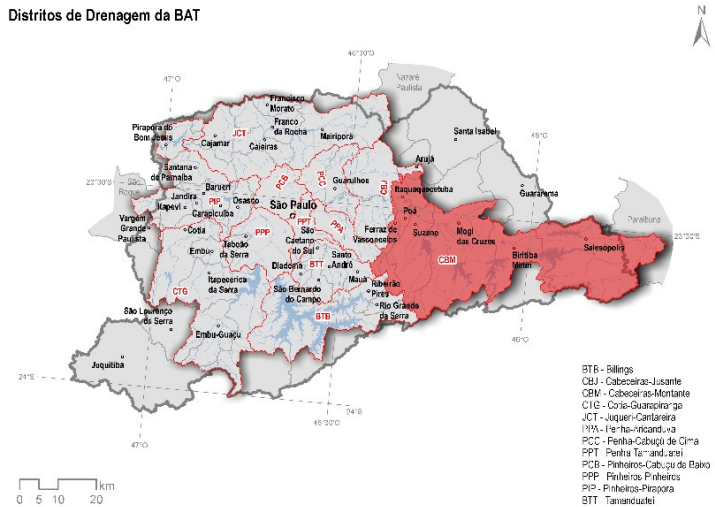 Distritos de Drenagem da BAT
N
46°30'O
47°O
Nazaré
Paulista
Francisco
Morato
Franco
da Rocha
Pirapora do
Bom Jesus
JCT
Cajamar
Caieiras
Mairiporã
Santa Isabel
46°O
Arujá
Santana
de Parnaíba
PCB
PCC
CBJ
Guarulhos
23°30'S
São
Roque
Barueri
Jandira
Itapevi
PIP
Osasco
Carapicuíba
Itaquaquecetuba
Guararema
São Paulo
Poá
Paraibuna
Vargem
Grande
Paulista
Cotia
PPP
PPT
PPA
São
Caetano
do Sul
Ferraz de
Vasconcelos
Suzano
Mogi
das Cruzes
23°30'S
Embu
Taboão
da Serra
BTT
Santo
André
CBM
Biritiba
Mirim
Salesópolis
Diadema
Mauá
CTG
Itapecerica
da Serra
São Bernardo
do Campo
Ribeirão
Pires
Rio Grande
da Serra
São Lourenço
da Serra
BTB
Embu-Guaçu
46°O
Juquitiba
24°S
24°S
46°30'O
47°O
BTB - Billings
CBJ - Cabeceiras-Jusante
CBM - Cabeceiras-Montante
CTG - Cotia-Guarapiranga
JCT - Juqueri-Cantareira
PPA - Penha-Aricanduva
PCC - Penha-Cabuçú de Cima
PPT - Penha Tamanduateí
PCB - Pinheiros-Cabuçu de Baixo
PPP - Pinheiros Pinheiros
PIP - Pinheiros-Pirapora
BTT - Tamanduateí
km
0 5 10 20